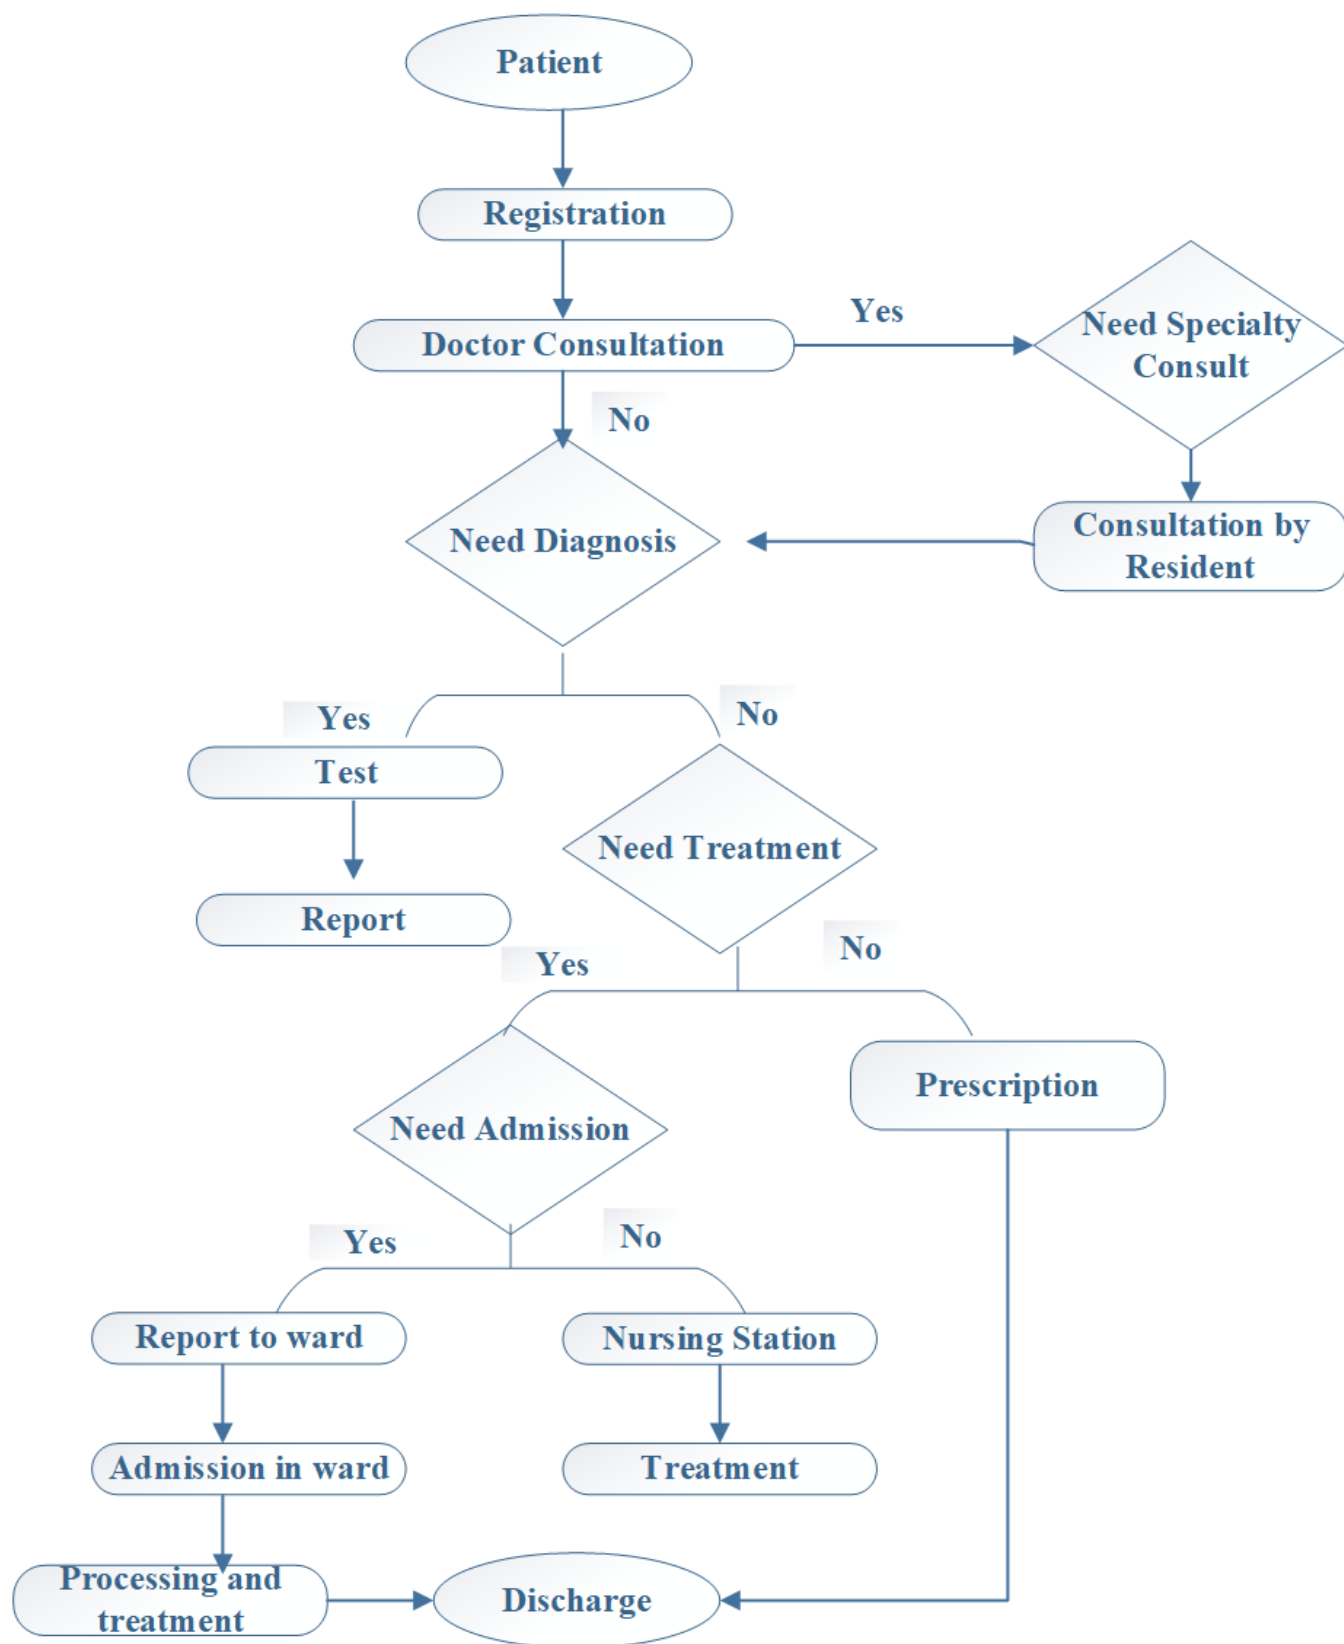 Patient
Registration
Doctor Consultation
Yes
Need Specialty
Consult
No
Need Diagnosis
Consultation by
Resident
Yes
No
Test
Need Treatment
Report
Yes
No
Need Admission
Prescription
Yes
No
Report to ward
Nursing Station
Admission in ward
Treatment
Processing and
treatment
Discharge